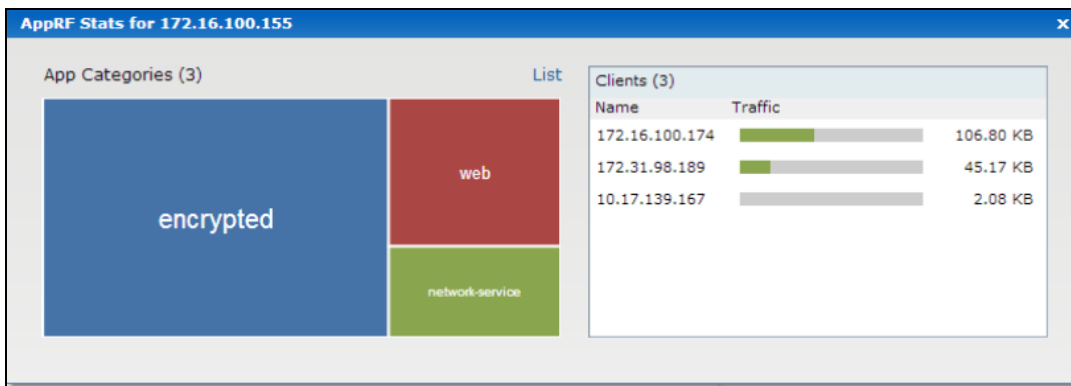 AppRF Stats for 172.16.100.155 x
App Categories (3) List
encrypted
web
network-service
Clients (3)
Name Traffic
172.16.100.174 106.80 KB
172.31.98.189 45.17 KB
10.17.139.167 2.08 KB